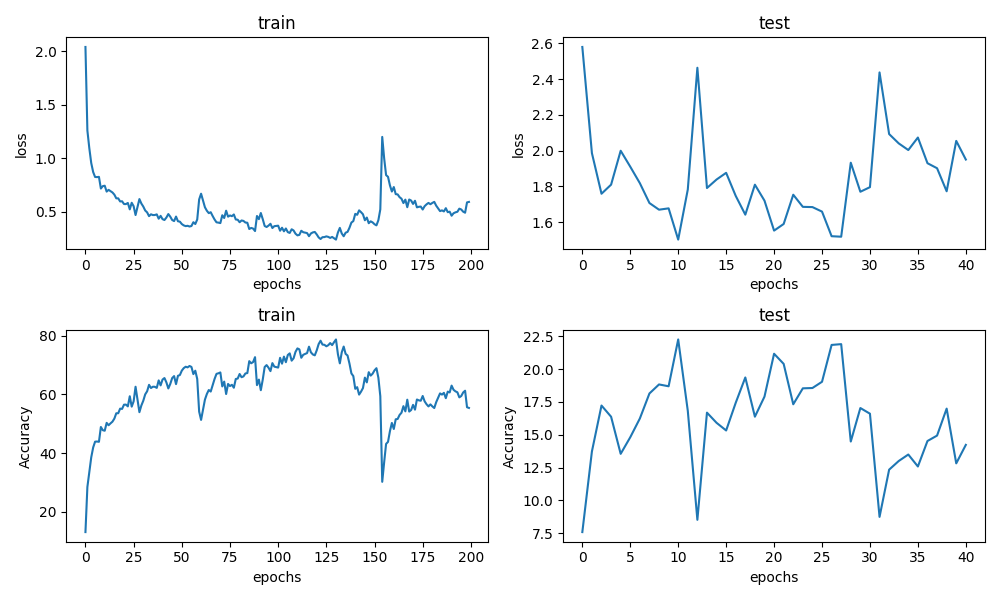 train
test
2.0
1.5
1.0
0.5
loss
0 25 50 75 100 125 150 175 200
epochs
2.6
2.4
2.2
2.0
1.8
1.6
loss
0 5 10 15 20 25 30 35 40
epochs
train
test
80
60
40
20
Accuracy
0 25 50 75 100 125 150 175 200
epochs
22.5
20.0
17.5
15.0
12.5
10.0
7.5
Accuracy
0 5 10 15 20 25 30 35 40
epochs